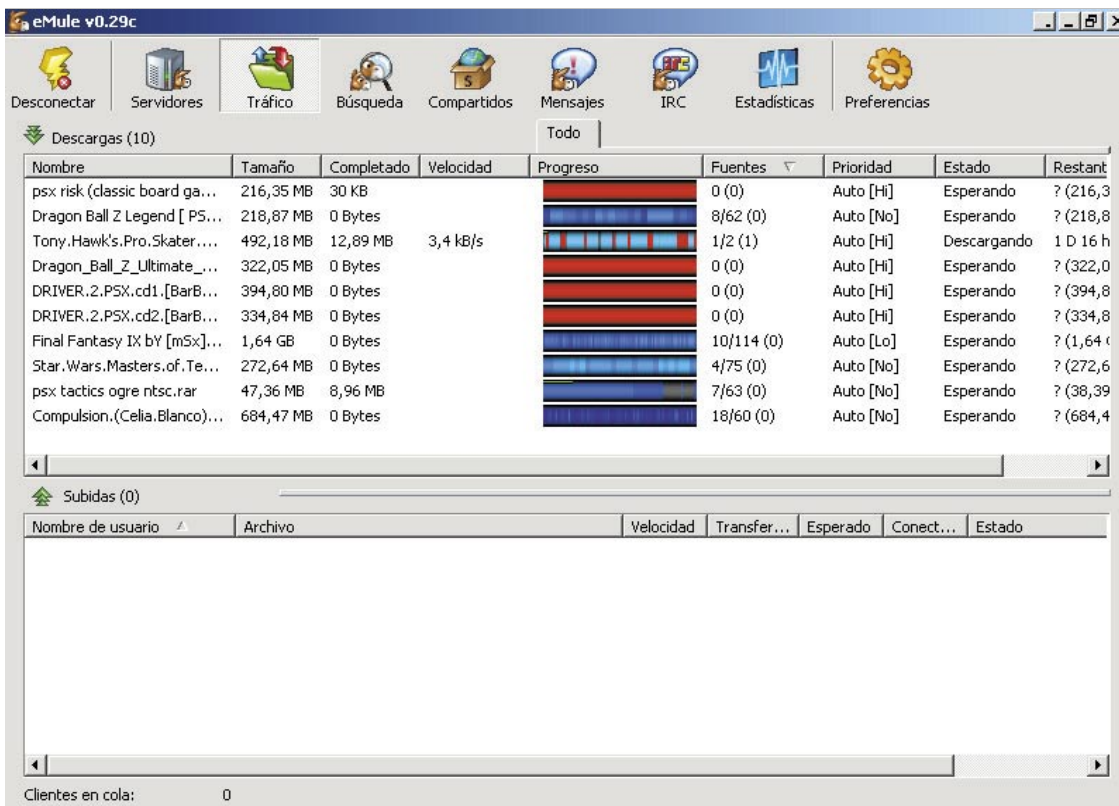 eMule v0.29c
Desconectar Servidores Tráfico Búsqueda Compartidos Mensajes IRC Estadísticas Preferencias
Descargas (10) Todo
Nombre Tamaño Completado Velocidad Progreso Fuentes Prioridad Estado Restant
psx risk (classic board ga... 216,35 MB 30 KB 0 (0) Auto [Hi] Esperando ? (216,3
Dragon Ball Z Legend [ PS... 218,87 MB 0 Bytes 8/62 (0) Auto [No] Esperando ? (218,8
Tony.Hawk's.Pro.Skater.... 492,18 MB 12,89 MB 3,4 kB/s 1/2 (1) Auto [Hi] Descargando 1 D 16 h
Dragon_Ball_Z_Ultimate_... 322,05 MB 0 Bytes 0 (0) Auto [Hi] Esperando ? (322,0
DRIVER.2.PSX.cd1.[BarB... 394,80 MB 0 Bytes 0 (0) Auto [Hi] Esperando ? (394,8
DRIVER.2.PSX.cd2.[BarB... 334,84 MB 0 Bytes 0 (0) Auto [Hi] Esperando ? (334,8
Final Fantasy IX bY [mSx]... 1,64 GB 0 Bytes 10/114 (0) Auto [Lo] Esperando ? (1,64
Star.Wars.Masters.of.Te... 272,64 MB 0 Bytes 4/75 (0) Auto [No] Esperando ? (272,6
psx tactics ogre ntsc.rar 47,36 MB 8,96 MB 7/63 (0) Auto [No] Esperando ? (38,39
Compulsion.(Celia.Blanco)... 684,47 MB 0 Bytes 18/60 (0) Auto [No] Esperando ? (684,4
Subidas (0)
Nombre de usuario Archivo Velocidad Transfer... Esperado Conect... Estado
Clientes en cola: 0